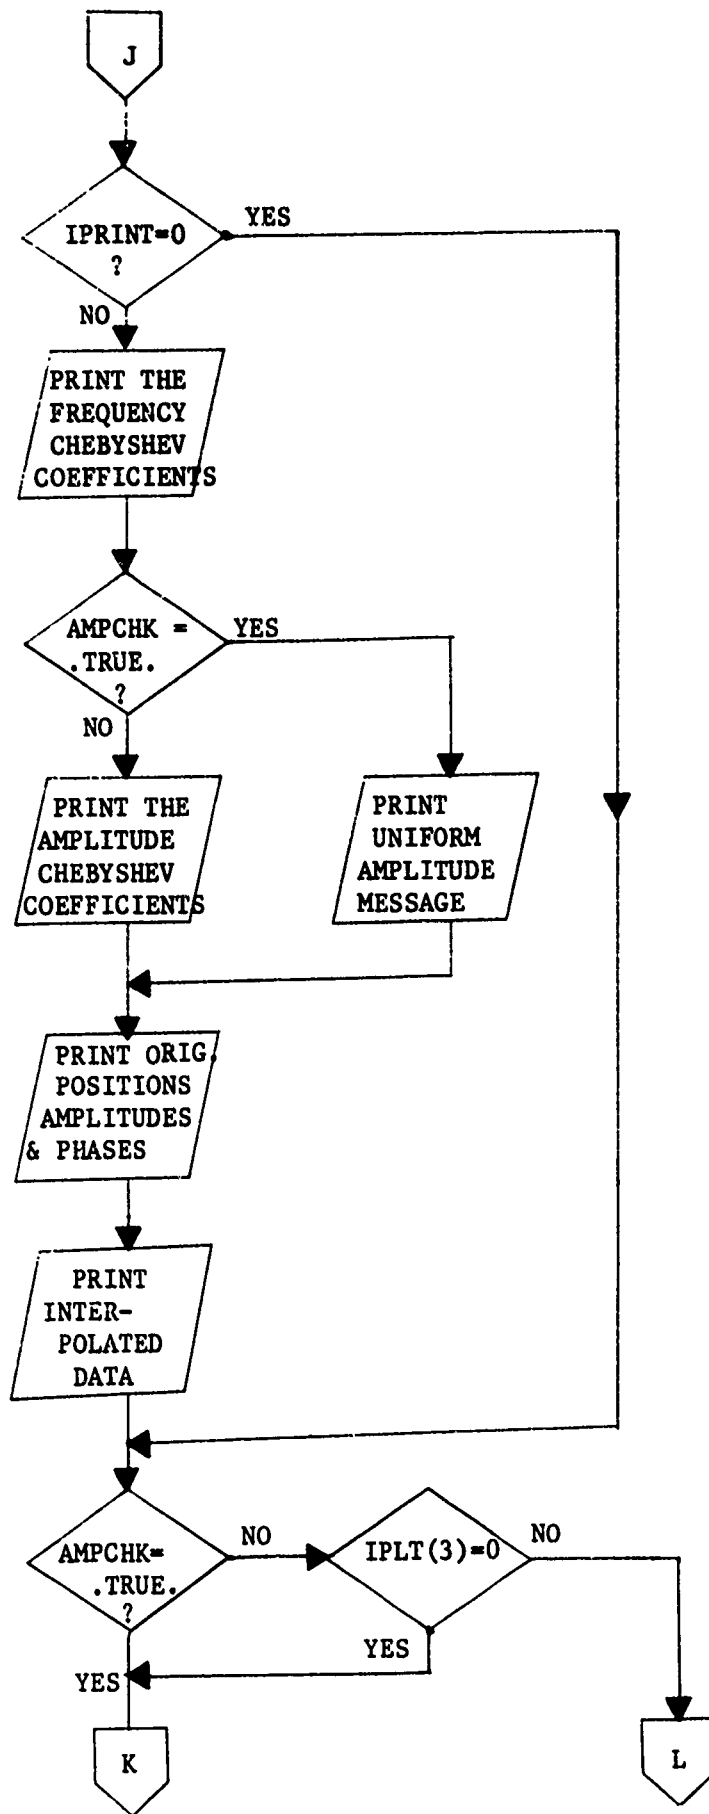 J
IPRINT=0
?
YES
NO
PRINT THE
FREQUENCY
CHEBYSHEV
COEFFICIENTS
AMPCHK =
.TRUE.
?
YES
NO
PRINT THE
AMPLITUDE
CHEBYSHEV
COEFFICIENTS
PRINT
UNIFORM
AMPLITUDE
MESSAGE
PRINT ORIG.
POSITIONS
AMPLITUDES
& PHASES
PRINT
INTER-
POLATED
DATA
AMPCHK=
.TRUE.
?
NO
IPLT(3)=0
NO
YES
YES
K
L